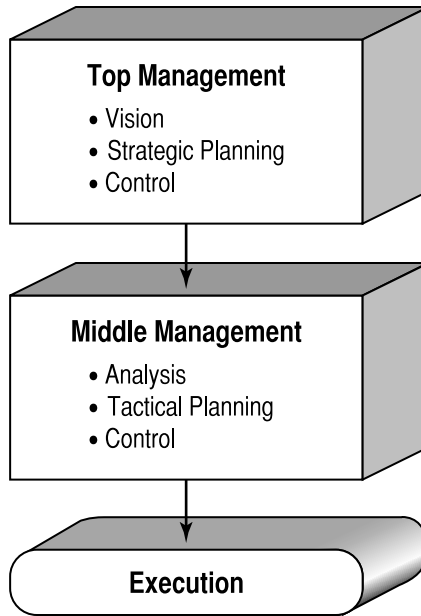 Top Management
• Vision
• Strategic Planning
• Control
Middle Management
• Analysis
• Tactical Planning
• Control
Execution